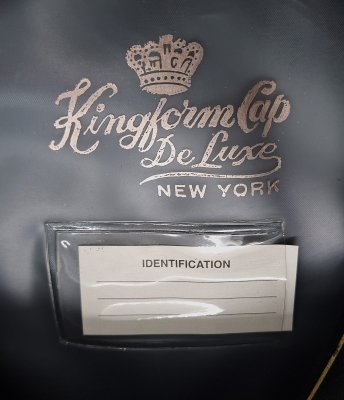 Kingform Cap
De Luxe
NEW YORK
IDENTIFICATION